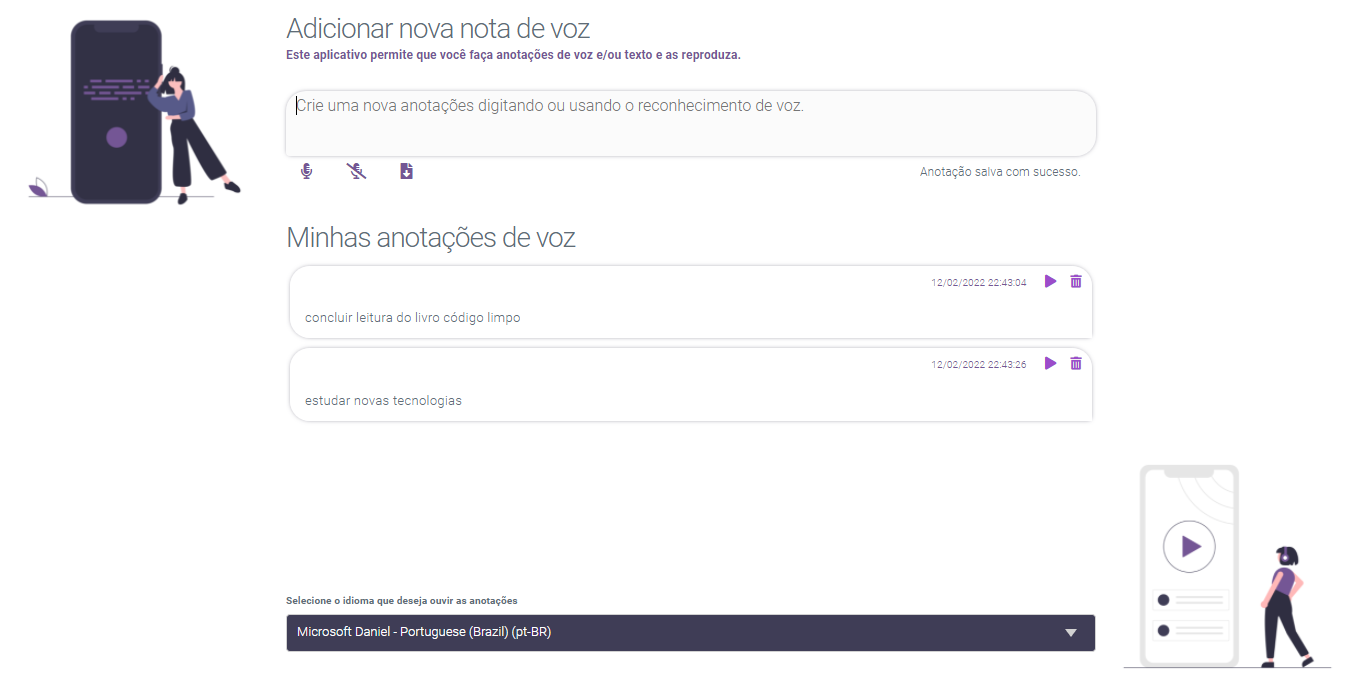 Adicionar nova nota de voz
Este aplicativo permite que você faça anotações de voz e/ou texto e as reproduza.
Crie uma nova anotações digitando ou usando o reconhecimento de voz.
Anotação salva com sucesso.
Minhas anotações de voz
12/02/2022 22:43:04
concluir leitura do livro código limpo
12/02/2022 22:43:26
estudar novas tecnologias
Selecione o idioma que deseja ouvir as anotações
Microsoft Daniel - Portuguese (Brazil) (pt-BR)